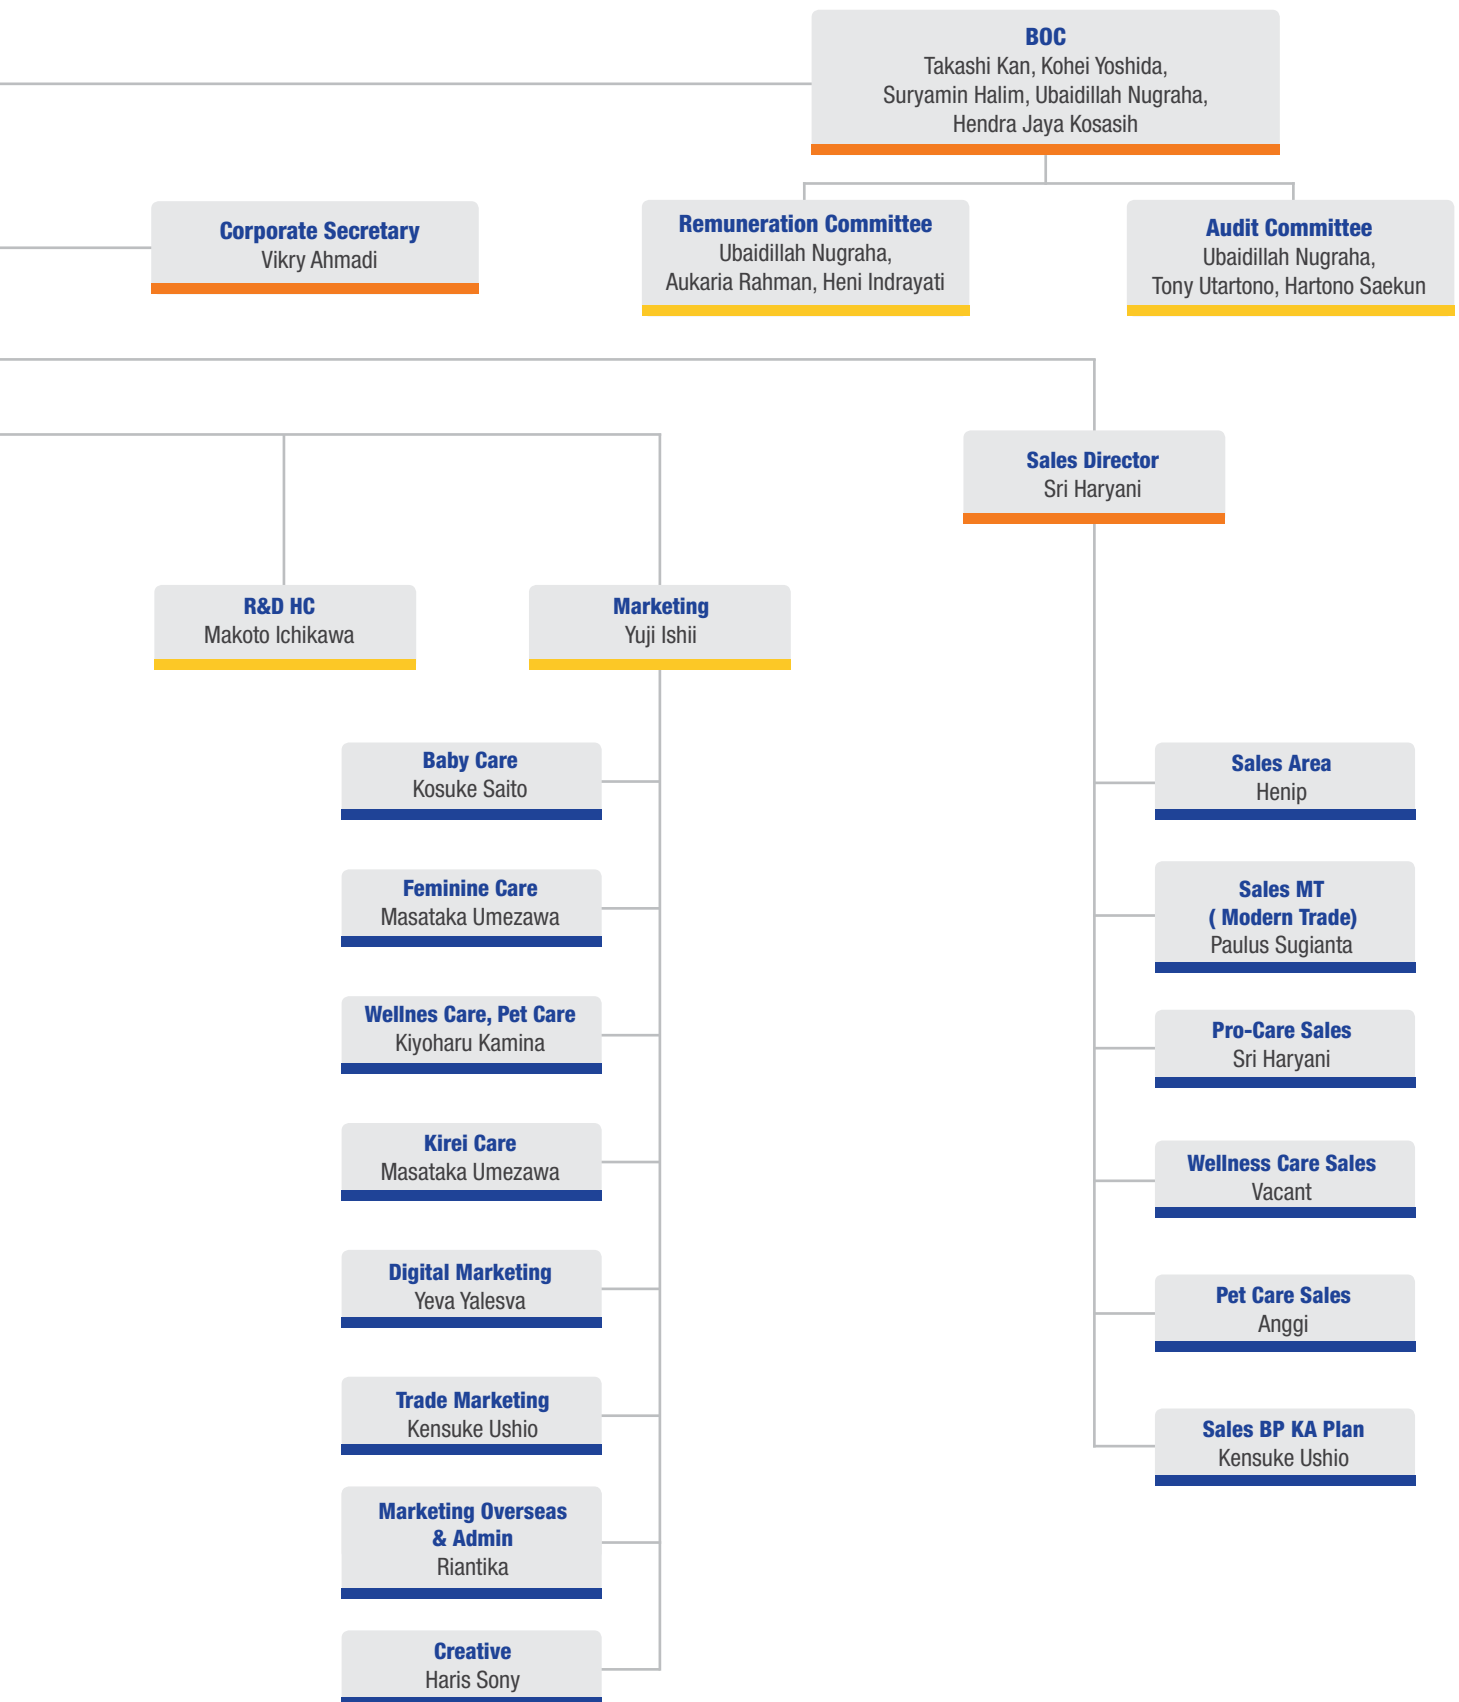 BOC
Takashi Kan, Kohei Yoshida,
Suryamin Halim, Ubaidillah Nugraha,
Hendra Jaya Kosasih
Corporate Secretary
Vikry Ahmadi
Remuneration Committee
Ubaidillah Nugraha,
Aukaria Rahman, Heni Indrayati
Audit Committee
Ubaidillah Nugraha,
Tony Utartono, Hartono Saekun
Sales Director
Sri Haryani
R&D HC
Makoto Ichikawa
Marketing
Yuji Ishii
Baby Care
Kosuke Saito
Feminine Care
Masataka Umezawa
Wellnes Care, Pet Care
Kiyoharu Kamina
Kirei Care
Masataka Umezawa
Digital Marketing
Yeva Yalesva
Trade Marketing
Kensuke Ushio
Marketing Overseas
& Admin
Riantika
Creative
Haris Sony
Sales Area
Henip
Sales MT
( Modern Trade)
Paulus Sugianta
Pro-Care Sales
Sri Haryani
Wellness Care Sales
Vacant
Pet Care Sales
Anggi
Sales BP KA Plan
Kensuke Ushio